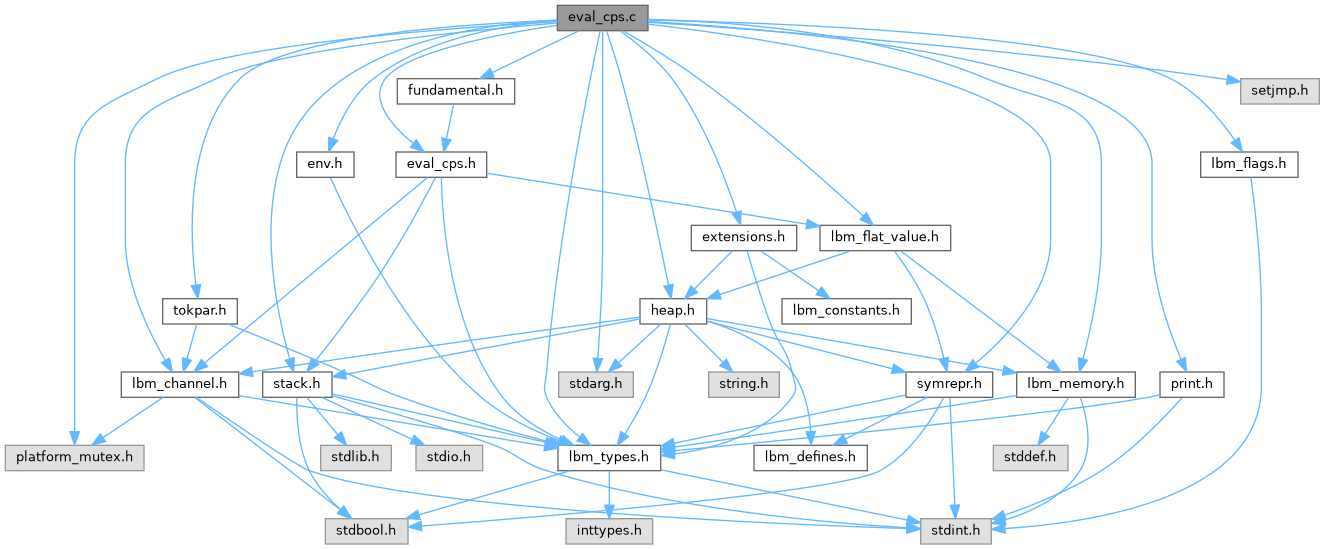 eval_cps.c
fundamental.h
setjmp.h
env.h
eval_cps.h
lbm_flags.h
extensions.h
lbm_flat_value.h
tokpar.h
heap.h
lbm_constants.h
lbm_channel.h
stack.h
stdarg.h
string.h
symrepr.h
lbm_memory.h
print.h
platform_mutex.h
stdlib.h
stdio.h
lbm_types.h
lbm_defines.h
stddef.h
stdbool.h
inttypes.h
stdint.h